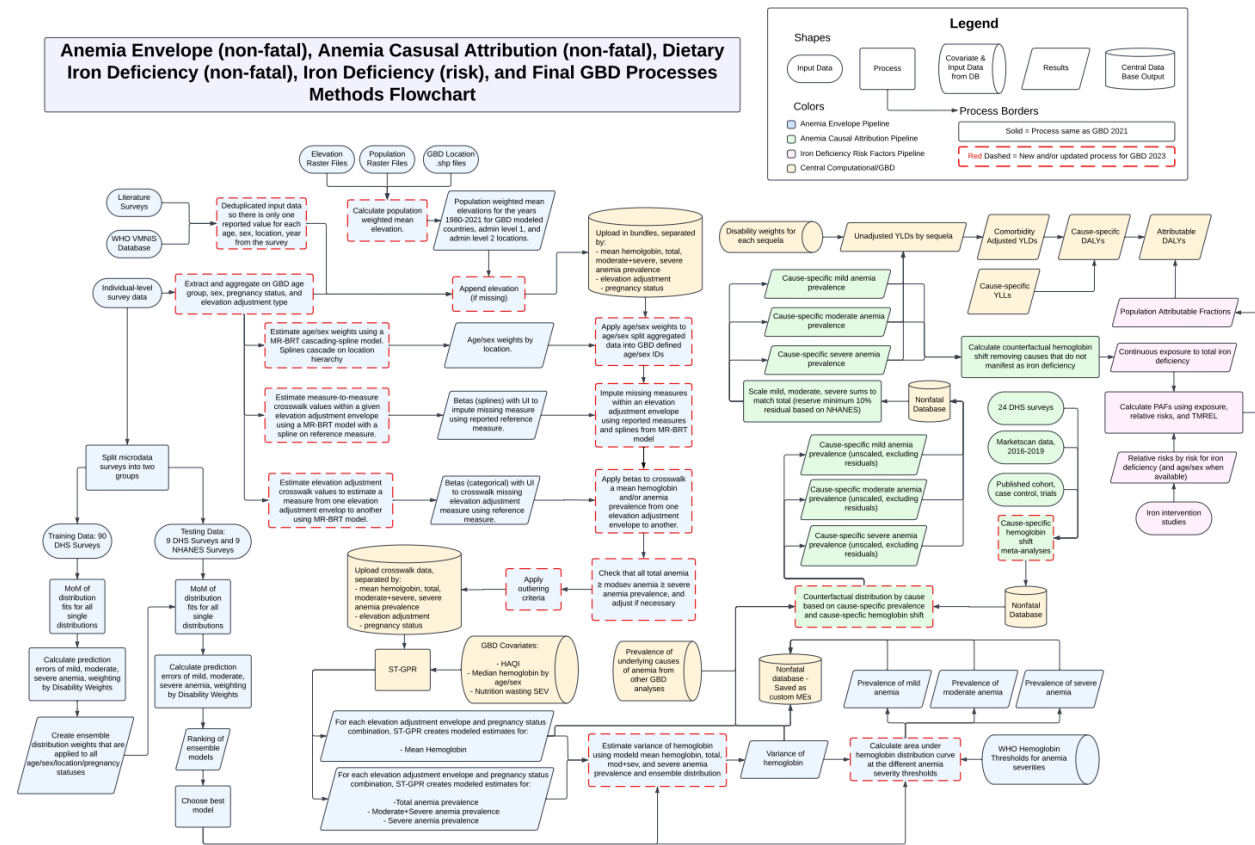 Anemia Envelope (non-fatal), Anemia Casusal Attribution (non-fatal), Dietary
Iron Deficiency (non-fatal), Iron Deficiency (risk), and Final GBD Processes
Methods Flowchart
Legend
Shapes
Input Data
Process
Covariate &
Input Data
from DB
Results
Central Data
Base Output
Colors
Process Borders
Anemia Envelope Pipeline
Anemia Causal Attribution Pipeline
Iron Deficiency Risk Factors Pipeline
Central Computational/GBD
Solid = Process same as GBD 2021
Red Dashed = New and/or updated process for GBD 2023
Elevation
Raster Files
Population
Raster Files
GBD Location
.shp files
Literature
Surveys
WHO VMNIS
Database
Deduplicated input data
so there is only one
reported value for each
age, sex, location, year
from the survey
Calculate population
weighted mean
elevation.
Population weighted mean
elevations for the years
1980-2021 for GBD modeled
countries, admin level 1, and
admin level 2 locations.
Upload in bundles, separated
by:
- mean hemolgobin, total,
moderate+severe, severe
anemia prevalence
- elevation adjustment
- pregnancy status
Individual-level
survey data
Extract and aggregate on GBD age
group, sex, pregnancy status, and
elevation adjustment type
Append elevation
(if missing)
Estimate age/sex weights using a
MR-BRT cascading-spline model.
Splines cascade on location
hierarchy
Age/sex weights by
location.
Apply age/sex weights to
age/sex split aggregated
data into GBD defined
age/sex IDs
Estimate measure-to-measure
crosswalk values within a given
elevation adjustment envelope
using a MR-BRT model with a
spline on reference measure.
Betas (splines) with UI to
impute missing measure
using reported reference
measure.
Impute missing measures
within an elevation
adjustment envelope
using reported measures
and splines from MR-BRT
model
Estimate elevation adjustment
crosswalk values to estimate a
measure from one elevation
adjustment envelop to another
using MR-BRT model.
Betas (categorical) with UI
to crosswalk missing
elevation adjustment
measure using reference
measure.
Apply betas to crosswalk
a mean hemoglobin
and/or anemia
prevalence from one
elevation adjustment
envelope to another.
Split microdata
surveys into two
groups
Training Data: 90
DHS Surveys
Testing Data:
9 DHS Surveys and 9
NHANES Surveys
MoM of
distribution
fits for all
single
distributions
MoM of
distribution
fits for all
single
distributions
Calculate prediction
errors of mild, moderate,
severe anemia, weighting
by Disability Weights
Calculate prediction
errors of mild, moderate,
severe anemia, weighting
by Disability Weights
Create ensemble
distribution weights that are
applied to all
age/sex/location/pregnancy
statuses
Ranking of
ensemble
models
Choose best
model
Upload crosswalk data,
separated by:
- mean hemolgobin, total,
moderate+severe, severe
anemia prevalence
- elevation adjustment
- pregnancy status
Apply
outliering
criteria
Check that all total anemia
≥ modsev anemia ≥ severe
anemia prevalence, and
adjust if necessary
ST-GPR
GBD Covariates:
- HAQI
- Median hemoglobin by
age/sex
- Nutrition wasting SEV
For each elevation adjustment envelope and pregnancy status
combination, ST-GPR creates modeled estimates for:
- Mean Hemoglobin
For each elevation adjustment envelope and pregnancy status
combination, ST-GPR creates modeled estimates for:
-Total anemia prevalence
- Moderate+Severe anemia prevalence
- Severe anemia prevalence
Estimate variance of hemoglobin
using modeld mean hemoglobin, total,
mod+sev, and severe anemia
prevalence and ensemble distribution
Variance of
hemoglobin
Calculate area under
hemoglobin distribution curve
at the different anemia
severity thresholds
WHO Hemoglobin
Thresholds for anemia
severities
Prevalence of
underlying causes
of anemia from
other GBD
analyses
Nonfatal
database -
Saved as
custom MEs
Prevalence of mild
anemia
Prevalence of
moderate anemia
Prevalence of severe
anemia
Disability weights for
each sequela
Unadjusted YLDs by sequela
Comorbidity
Adjusted YLDs
Cause-specifc
DALYs
Attributable
DALYs
Cause-specific
YLLs
Cause-specific mild anemia
prevalence
Cause-specific moderate anemia
prevalence
Cause-specific severe anemia
prevalence
Scale mild, moderate, severe sums to
match total (reserve minimum 10%
residual based on NHANES)
Nonfatal
Database
Cause-specific mild anemia
prevalence (unscaled, excluding
residuals)
Cause-specific moderate anemia
prevalence (unscaled, excluding
residuals)
Cause-specific severe anemia
prevalence (unscaled, excluding
residuals)
Counterfactual distribution by cause
based on cause-specific prevalence
and cause-specfic hemoglobin shift
Nonfatal
Database
Calculate counterfactual hemoglobin
shift removing causes that do not
manifest as iron deficiency
24 DHS surveys
Marketscan data,
2016-2019
Published cohort,
case control, trials
Cause-specific
hemoglobin
shift
meta-analyses
Population Attributable Fractions
Continuous exposure to total iron
deficiency
Calculate PAFs using exposure,
relative risks, and TMREL
Relative risks by risk for iron
deficiency (and age/sex when
available)
Iron intervention
studies